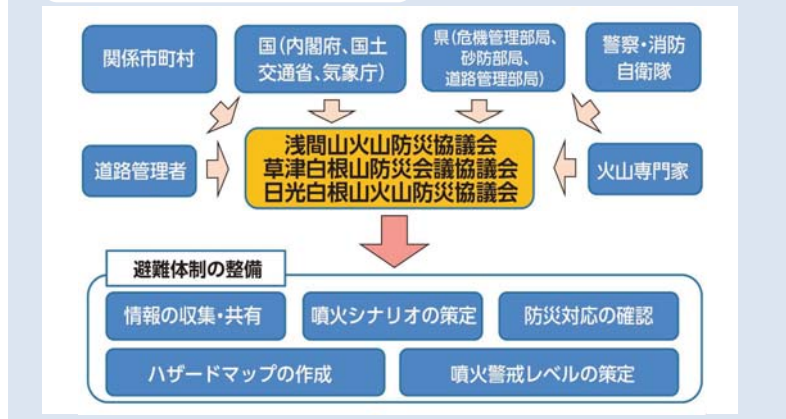 関係市町村
国(内閣府、国土
交通省、気象庁)
県(危機管理部局、
砂防部局、
道路管理部局)
警察・消防
自衛隊
道路管理者
浅間山火山防災協議会
草津白根山防災会議協議会
日光白根山火山防災協議会
火山専門家
避難体制の整備
情報の収集・共有
噴火シナリオの策定
防災対応の確認
ハザードマップの作成
噴火警戒レベルの策定